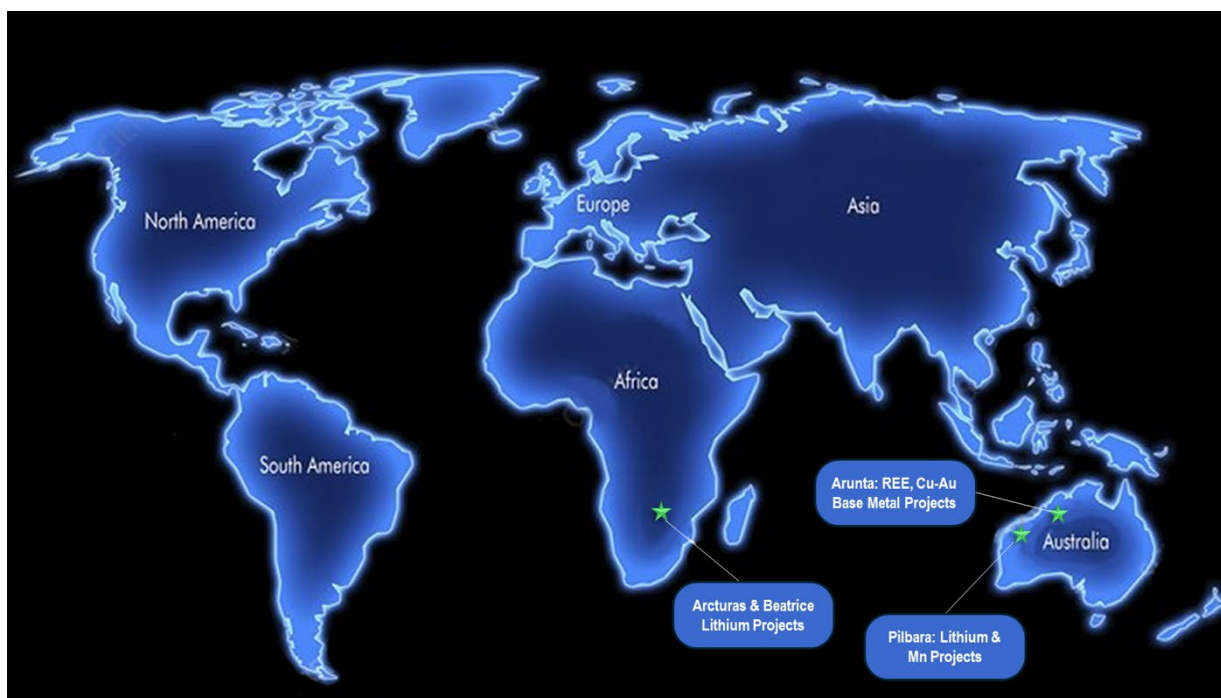 North America
Europe
Asia
Africa
South America
Arunta: REE, Cu-Au
Base Metal Projects
Australia
Arcturas & Beatrice
Lithium Projects
Pilbara: Lithium &
Mn Projects